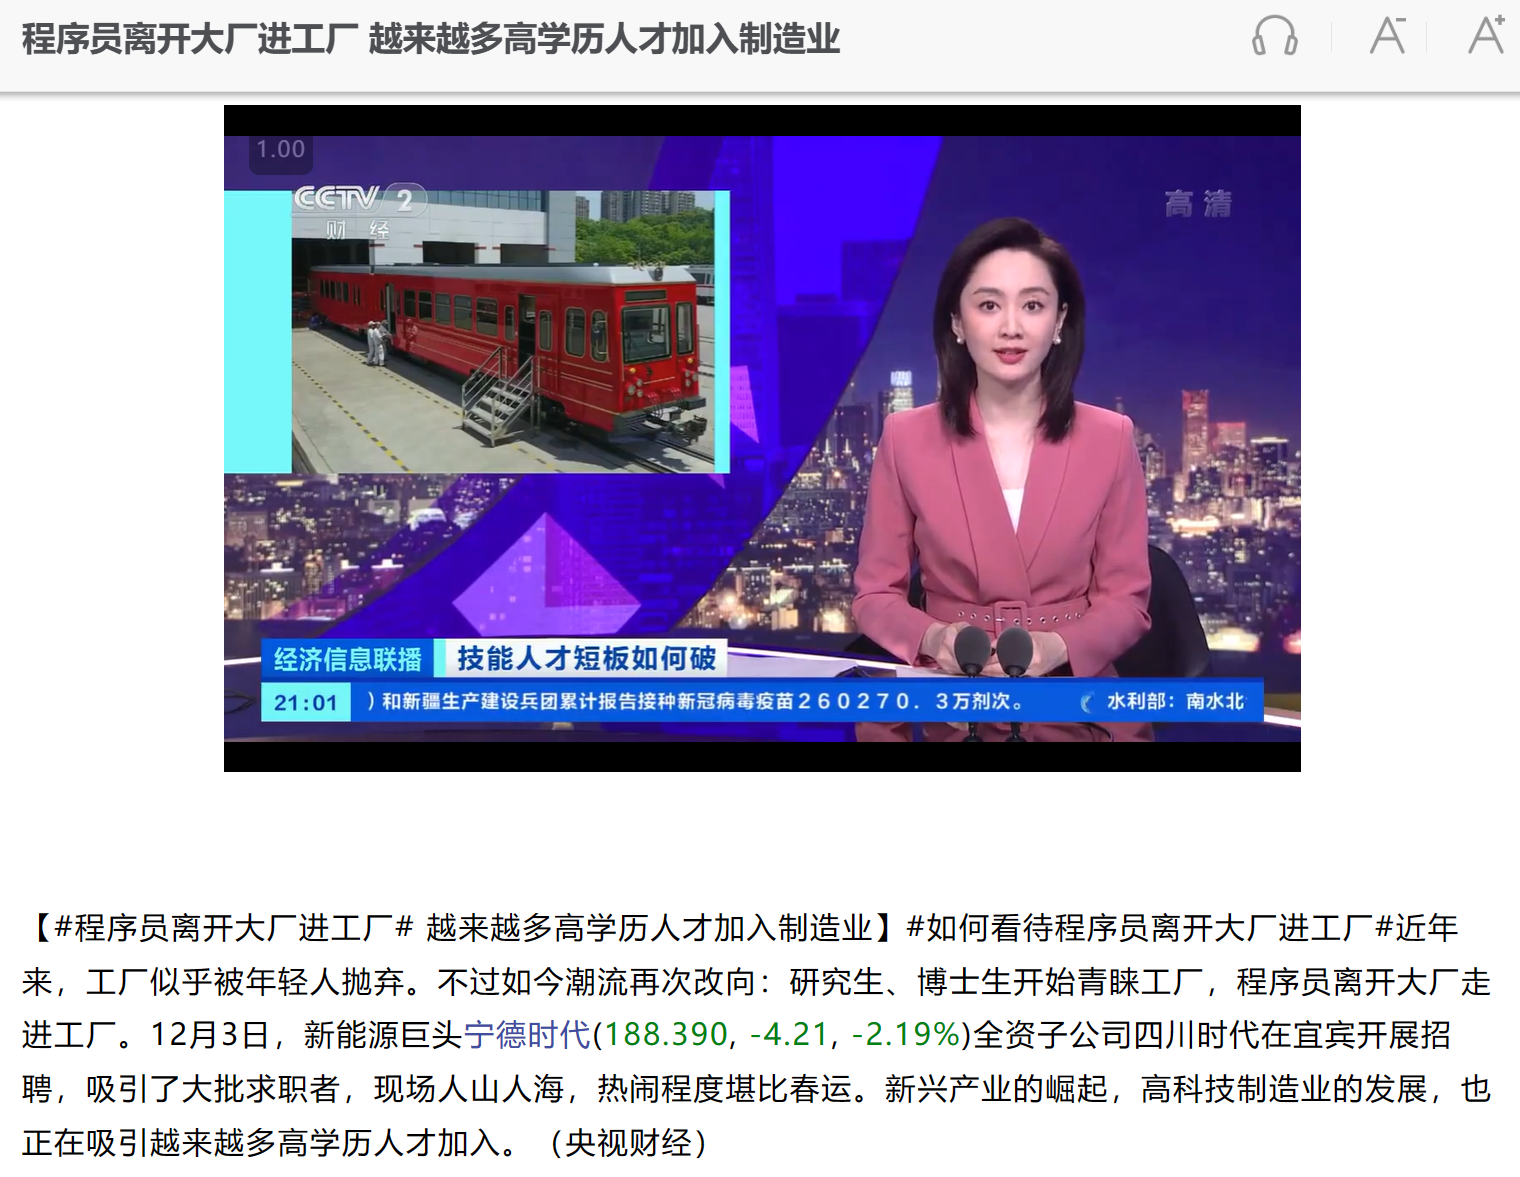 程序员离开大厂进工厂 越来越多高学历人才加入制造业
A-
A+
1.00
CCTV 2
财 经
高清
经济信息联播 技能人才短板如何破
21:01 ）和新疆生产建设兵团累计报告接种新冠病毒疫苗260270．3万剂次。 水利部：南水北
【#程序员离开大厂进工厂# 越来越多高学历人才加入制造业】#如何看待程序员离开大厂进工厂#近年
来，工厂似乎被年轻人抛弃。不过如今潮流再次改向：研究生、博士生开始青睐工厂，程序员离开大厂走
进工厂。12月3日，新能源巨头宁德时代(188.390, -4.21, -2.19%)全资子公司四川时代在宜宾开展招
聘，吸引了大批求职者，现场人山人海，热闹程度堪比春运。新兴产业的崛起，高科技制造业的发展，也
正在吸引越来越多高学历人才加入。（央视财经）